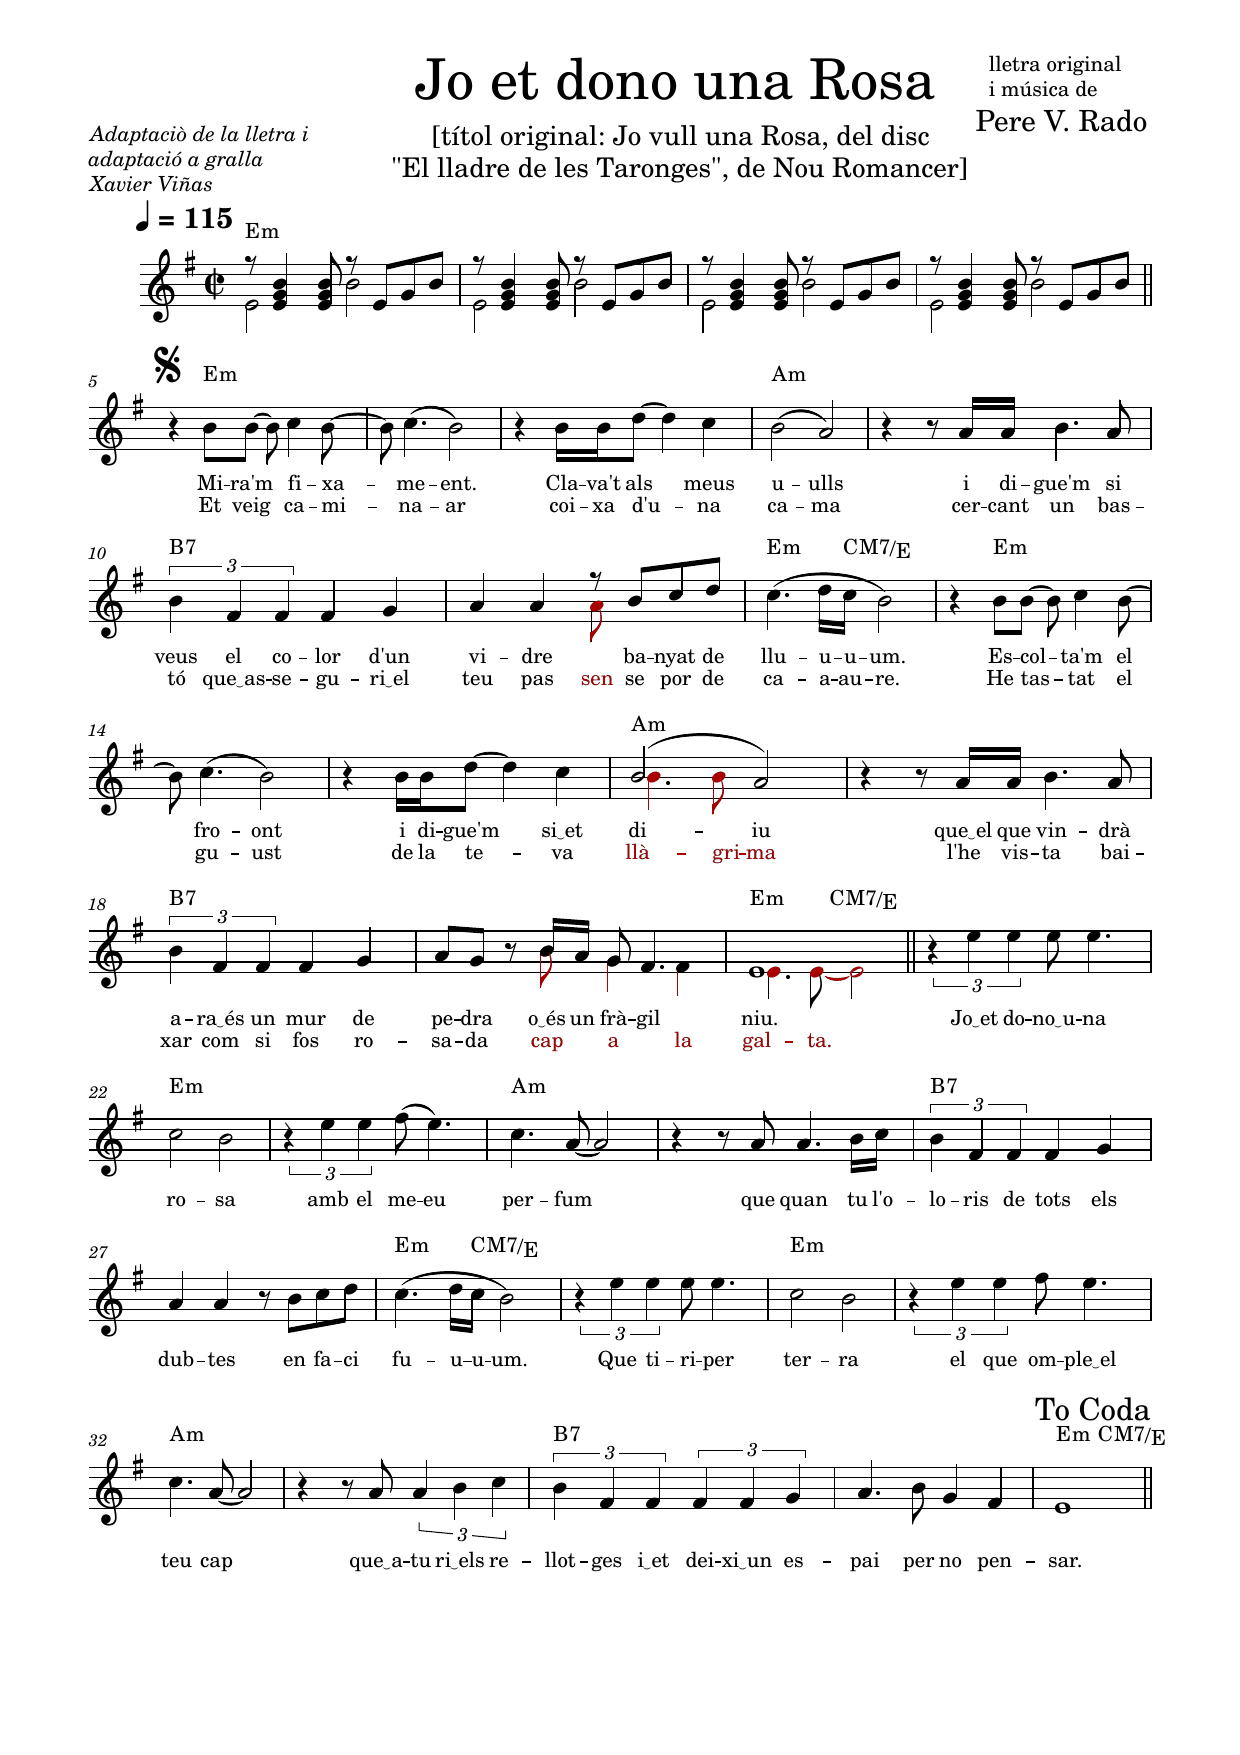 Jo et dono una Rosa
lletra original
i música de
Pere V. Rado
[títol original: Jo vull una Rosa, del disc
"El lladre de les Taronges", de Nou Romancer]
Adaptaciò de la lletra i
adaptació a gralla
Xavier Viñas
= 115
Em
5 Em Am
Mi – ra'm fi – xa – me – ent. Cla – va't als meus u – ulls i di – gue'm si
Et veig ca – mi – na – ar coi – xa d'u – na ca – ma cer – cant un bas –
10 B7 Em CM7/E Em
3
veus el co – lor d'un vi – dre ba – nyat de llu – u – u – um. Es – col – ta'm el
tó que‿as – se – gu – ri‿el teu pas sen se por de ca – a – au – re. He tas – tat el
14 Am
fro – ont i di – gue'm si‿et di – iu que‿el que vin – drà
gu – ust de la te – va llà – gri – ma l'he vis – ta bai –
18 B7 Em CM7/E
3 3
a – ra‿és un mur de pe – dra o‿és un frà – gil niu. Jo‿et do – no‿u – na
xar com si fos ro – sa – da cap a la gal – ta.
22 Em Am B7
3 3
ro – sa amb el me – eu per – fum que quan tu l'o – lo – ris de tots els
27 Em CM7/E Em
3 3
dub – tes en fa – ci fu – u – u – um. Que ti – ri – per ter – ra el que om – ple‿el
To Coda
32 Am B7 Em CM7/E
3 3 3
teu cap que‿a – tu – ri‿els re – llot – ges i‿et dei – xi‿un es – pai per no pen – sar.